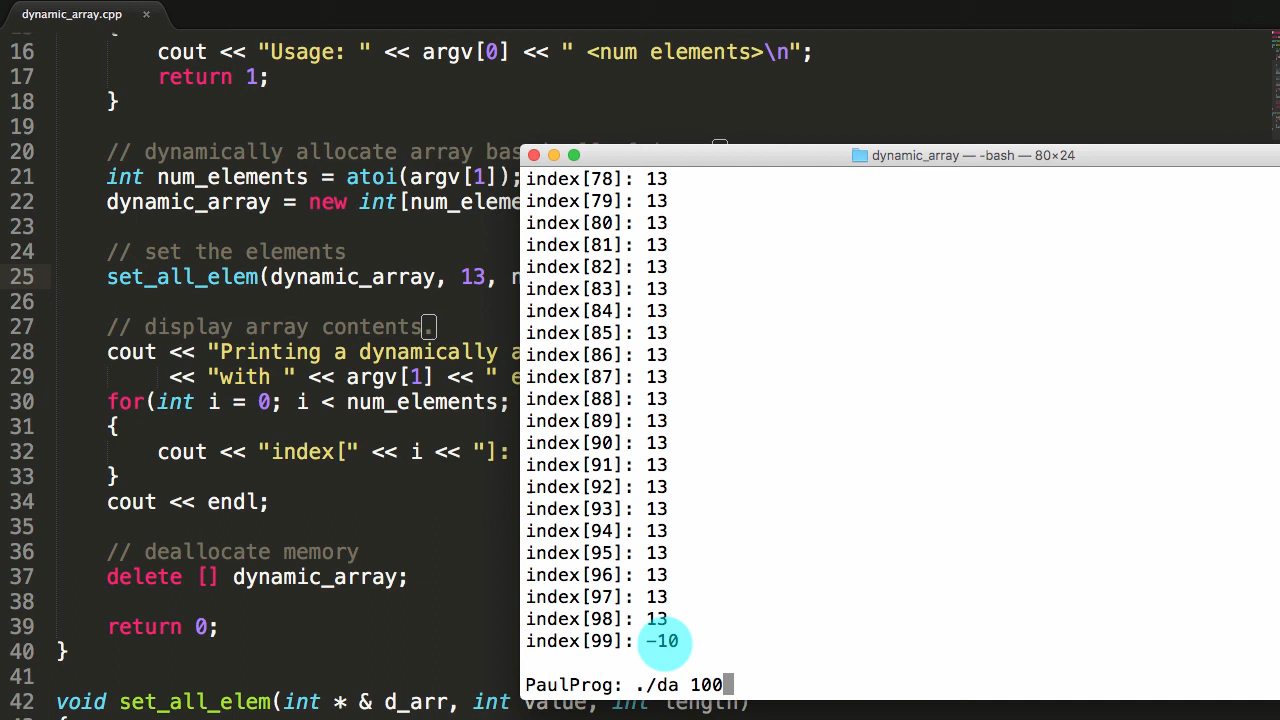 dynamic_array.cpp ×
16 cout << "Usage: " << argv[0] << " <num elements>\n";
17 return 1;
18 }
19
20 // dynamically allocate array bas
21 int num_elements = atoi(argv[1]);
22 dynamic_array = new int[num_eleme
23
24 // set the elements
25 set_all_elem(dynamic_array, 13, n
26
27 // display array contents.
28 cout << "Printing a dynamically a
29 << "with " << argv[1] << " e
30 for(int i = 0; i < num_elements;
31 {
32 cout << "index[" << i << "]:
33 }
34 cout << endl;
35
36 // deallocate memory
37 delete [] dynamic_array;
38
39 return 0;
40 }
41
42 void set_all_elem(int * & d_arr, int value, int length)
dynamic_array — -bash — 80×24
index[78]: 13
index[79]: 13
index[80]: 13
index[81]: 13
index[82]: 13
index[83]: 13
index[84]: 13
index[85]: 13
index[86]: 13
index[87]: 13
index[88]: 13
index[89]: 13
index[90]: 13
index[91]: 13
index[92]: 13
index[93]: 13
index[94]: 13
index[95]: 13
index[96]: 13
index[97]: 13
index[98]: 13
index[99]: -10
PaulProg: ./da 100